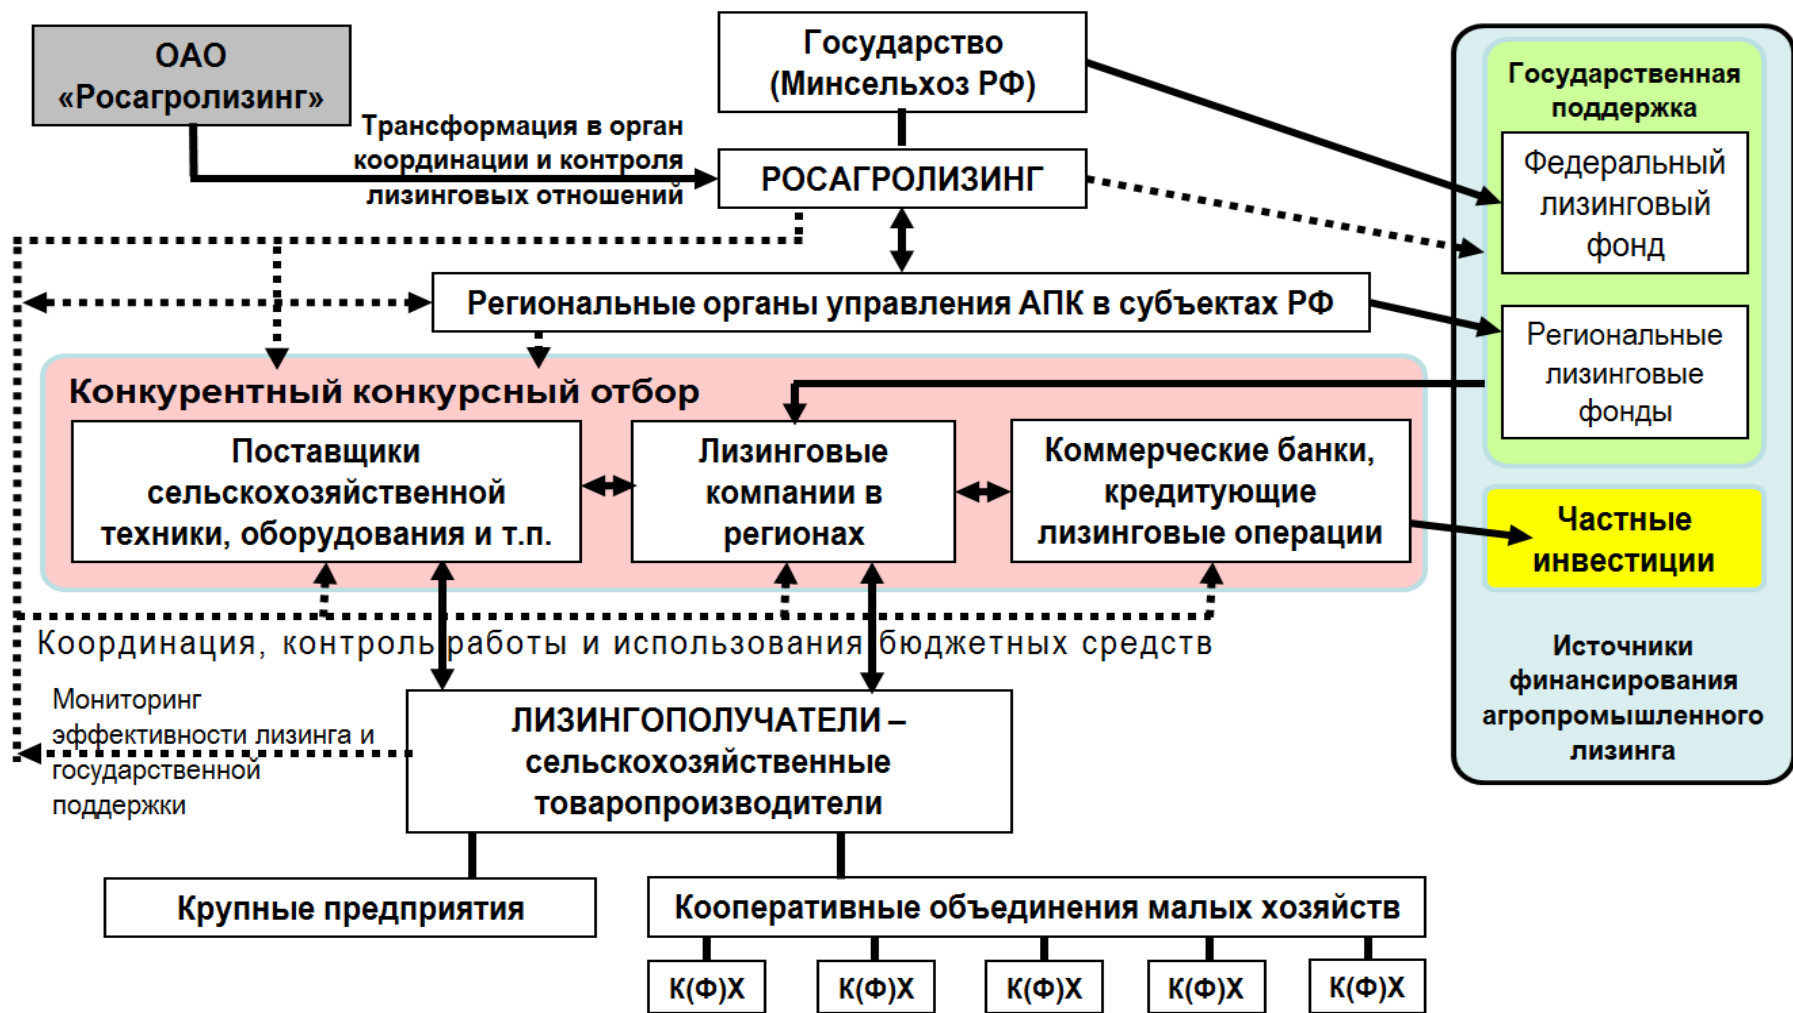 ОАО
«Росагролизинг»
Государство
(Минсельхоз РФ)
Трансформация в орган
координации и контроля
лизинговых отношений
РОСАГРОЛИЗИНГ
Государственная
поддержка
Федеральный
лизинговый
фонд
Региональные органы управления АПК в субъектах РФ
Региональные
лизинговые
фонды
Конкурентный конкурсный отбор
Поставщики
сельскохозяйственной
техники, оборудования и т.п.
Лизинговые
компании в
регионах
Коммерческие банки,
кредитующие
лизинговые операции
Частные
инвестиции
Координация, контроль работы и использования бюджетных средств
Источники
финансирования
агропромышленного
лизинга
Мониторинг
эффективности лизинга и
государственной
поддержки
ЛИЗИНГОПОЛУЧАТЕЛИ –
сельскохозяйственные
товаропроизводители
Крупные предприятия
Кооперативные объединения малых хозяйств
К(Ф)Х
К(Ф)Х
К(Ф)Х
К(Ф)Х
К(Ф)Х